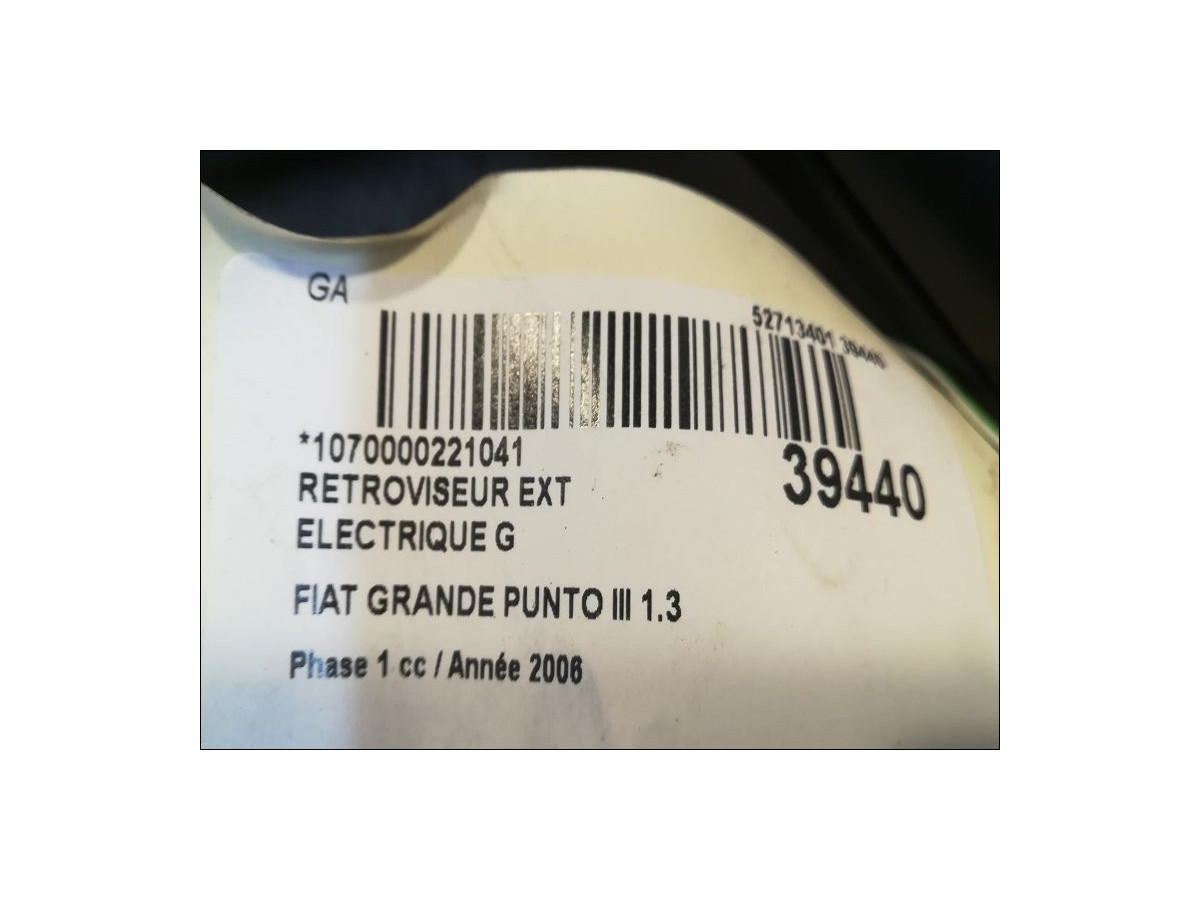 GA
52713401 39440
*1070000221041
39440
RETROVISEUR EXT
ELECTRIQUE G
FIAT GRANDE PUNTO III 1.3
Phase 1 cc / Année 2006